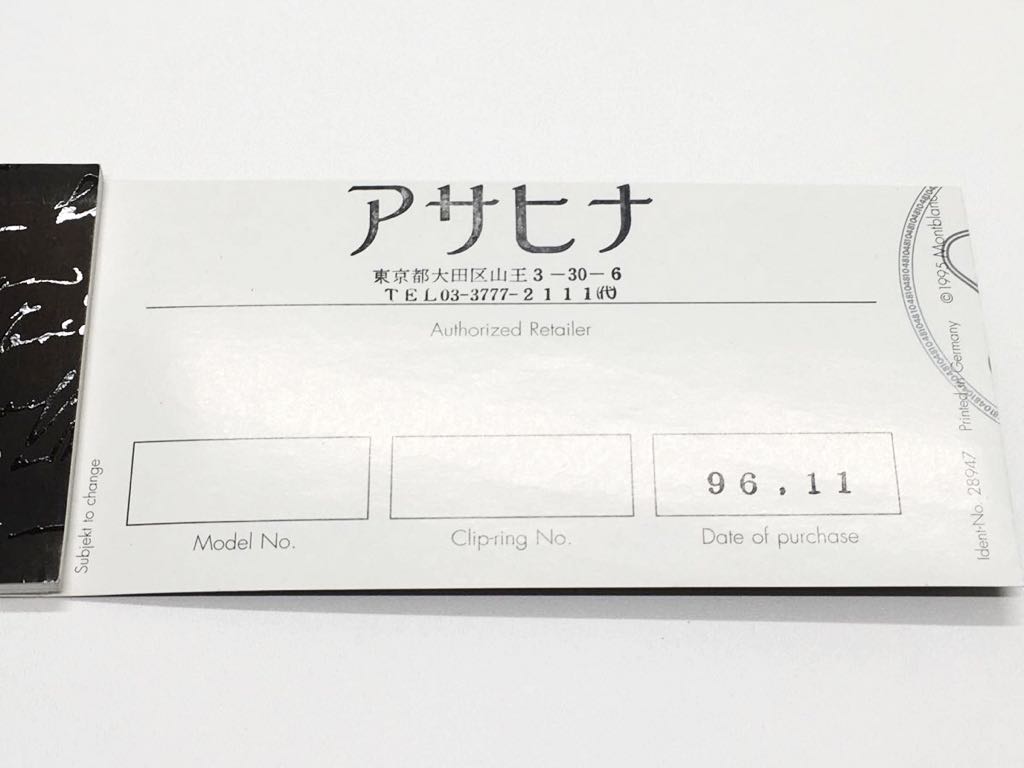 アサヒナ
東京都大田区山王3-30-6
TEL03-3777-2111㈹
Authorized Retailer
96.11
Model No.
Clip-ring No.
Date of purchase
Subjekt to change
Ident-No. 28947 Printed in Germany ©1995 Montblanc